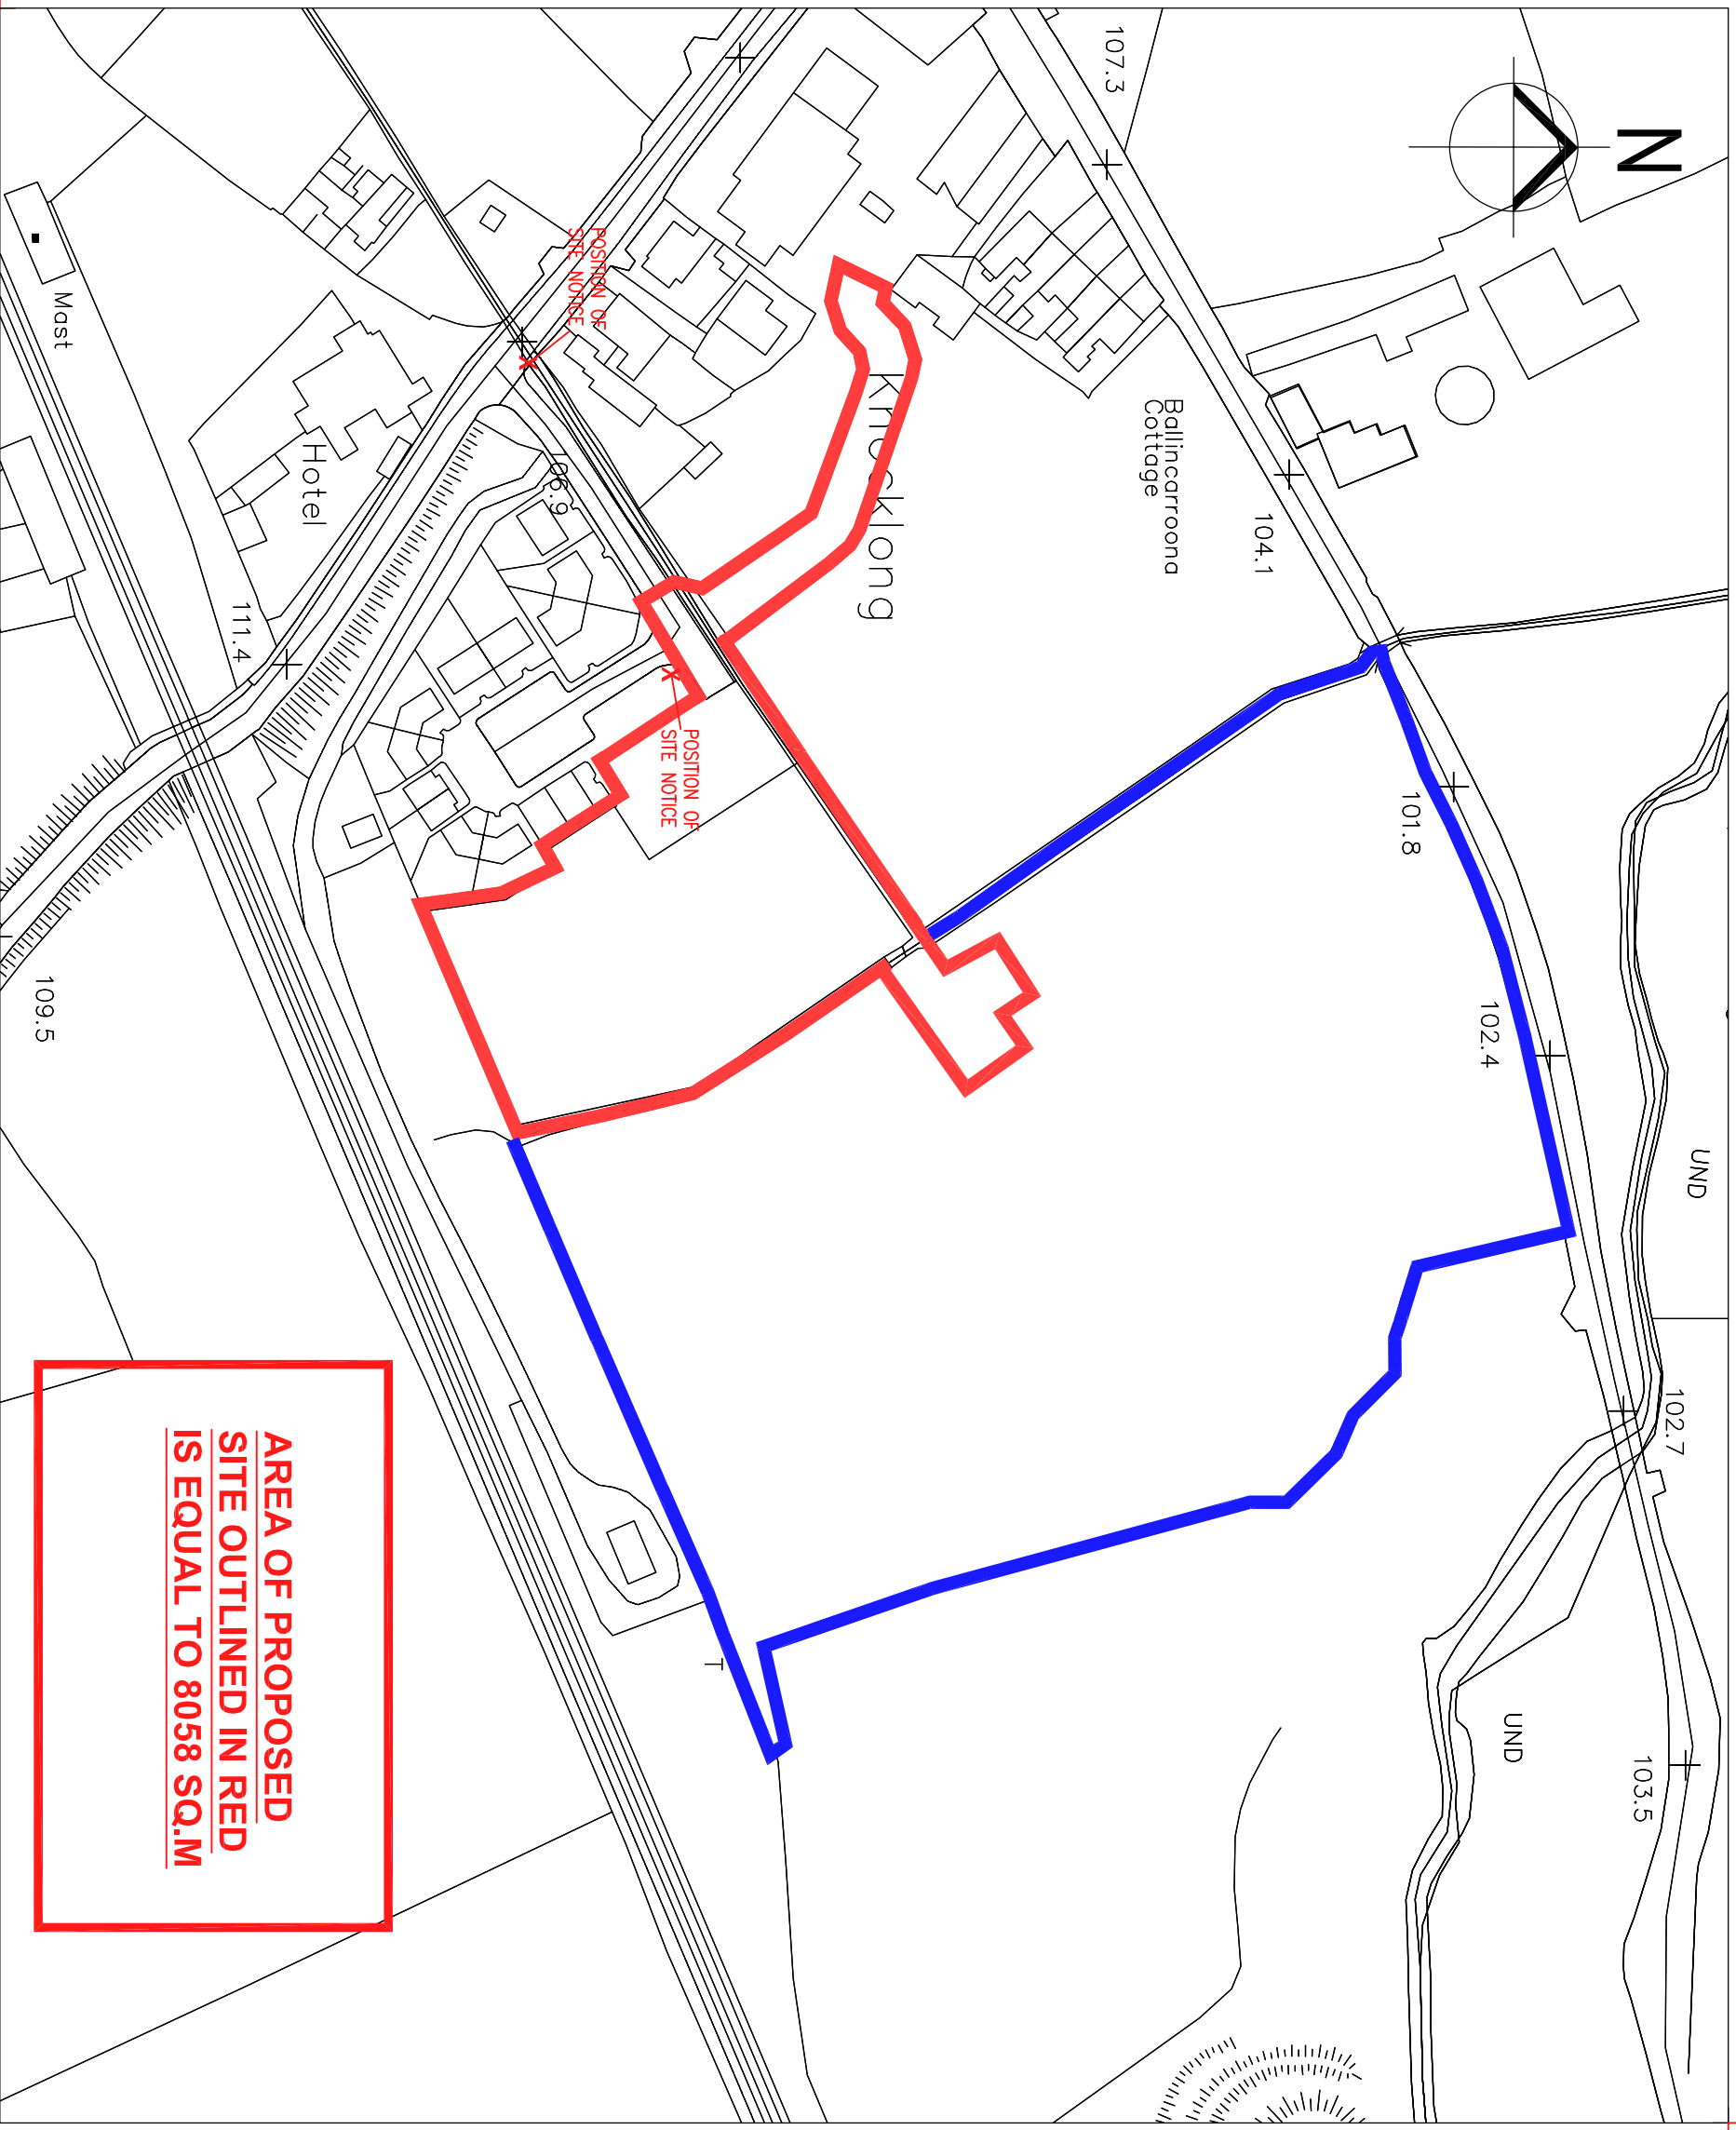 N
107.3
Ballincarroona
Cottage
104.1
101.8
102.4
UND
102.7
UND
103.5
Knocklong
POSITION OF
SITE NOTICE
106.9
POSITION OF
SITE NOTICE
Hotel
Mast
111.4
109.5
T
AREA OF PROPOSED
SITE OUTLINED IN RED
IS EQUAL TO 8058 SQ.M